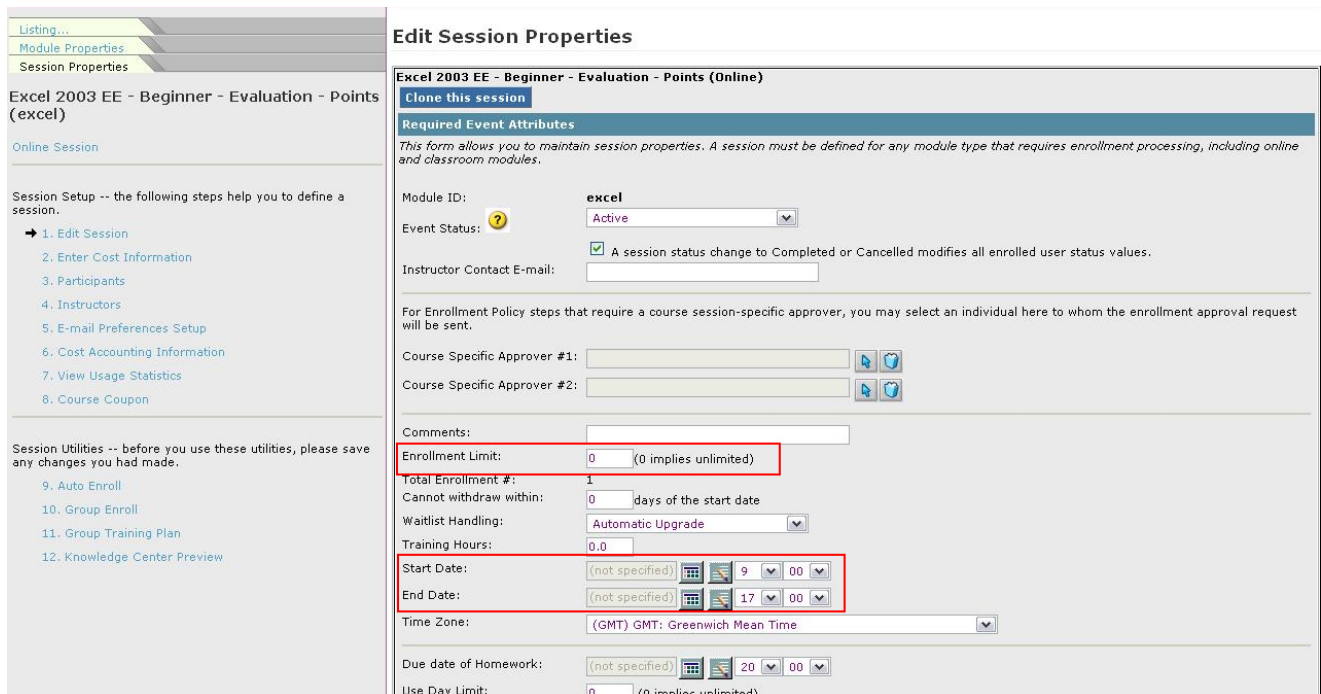 Listing...
Module Properties
Session Properties
Excel 2003 EE - Beginner - Evaluation - Points
(excel)
Online Session
Session Setup -- the following steps help you to define a
session.
1. Edit Session
2. Enter Cost Information
3. Participants
4. Instructors
5. E-mail Preferences Setup
6. Cost Accounting Information
7. View Usage Statistics
8. Course Coupon
Session Utilities -- before you use these utilities, please save
any changes you had made.
9. Auto Enroll
10. Group Enroll
11. Group Training Plan
12. Knowledge Center Preview
Edit Session Properties
Excel 2003 EE - Beginner - Evaluation - Points (Online)
Clone this session
Required Event Attributes
This form allows you to maintain session properties. A session must be defined for any module type that requires enrollment processing, including online
and classroom modules.
Module ID: excel
Event Status: ? Active
A session status change to Completed or Cancelled modifies all enrolled user status values.
Instructor Contact E-mail:
For Enrollment Policy steps that require a course session-specific approver, you may select an individual here to whom the enrollment approval request
will be sent.
Course Specific Approver #1:
Course Specific Approver #2:
Comments:
Enrollment Limit: 0 (0 implies unlimited)
Total Enrollment #: 1
Cannot withdraw within: 0 days of the start date
Waitlist Handling: Automatic Upgrade
Training Hours: 0.0
Start Date: (not specified) 9 00
End Date: (not specified) 17 00
Time Zone: (GMT) GMT: Greenwich Mean Time
Due date of Homework: (not specified) 20 00
Use Day Limit: 0 (0 implies unlimited)